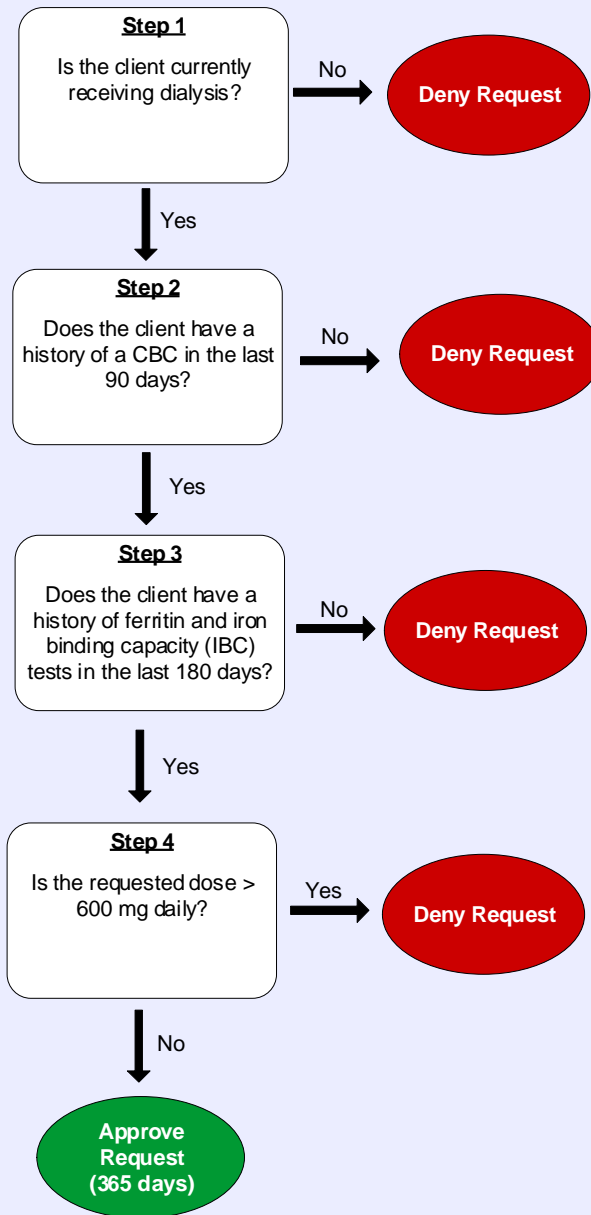 Step 1
Is the client currently
receiving dialysis?
No
Deny Request
Yes
Step 2
Does the client have a
history of a CBC in the last
90 days?
No
Deny Request
Yes
Step 3
Does the client have a
history of ferritin and iron
binding capacity (IBC)
tests in the last 180 days?
No
Deny Request
Yes
Step 4
Is the requested dose >
600 mg daily?
Yes
Deny Request
No
Approve
Request
(365 days)